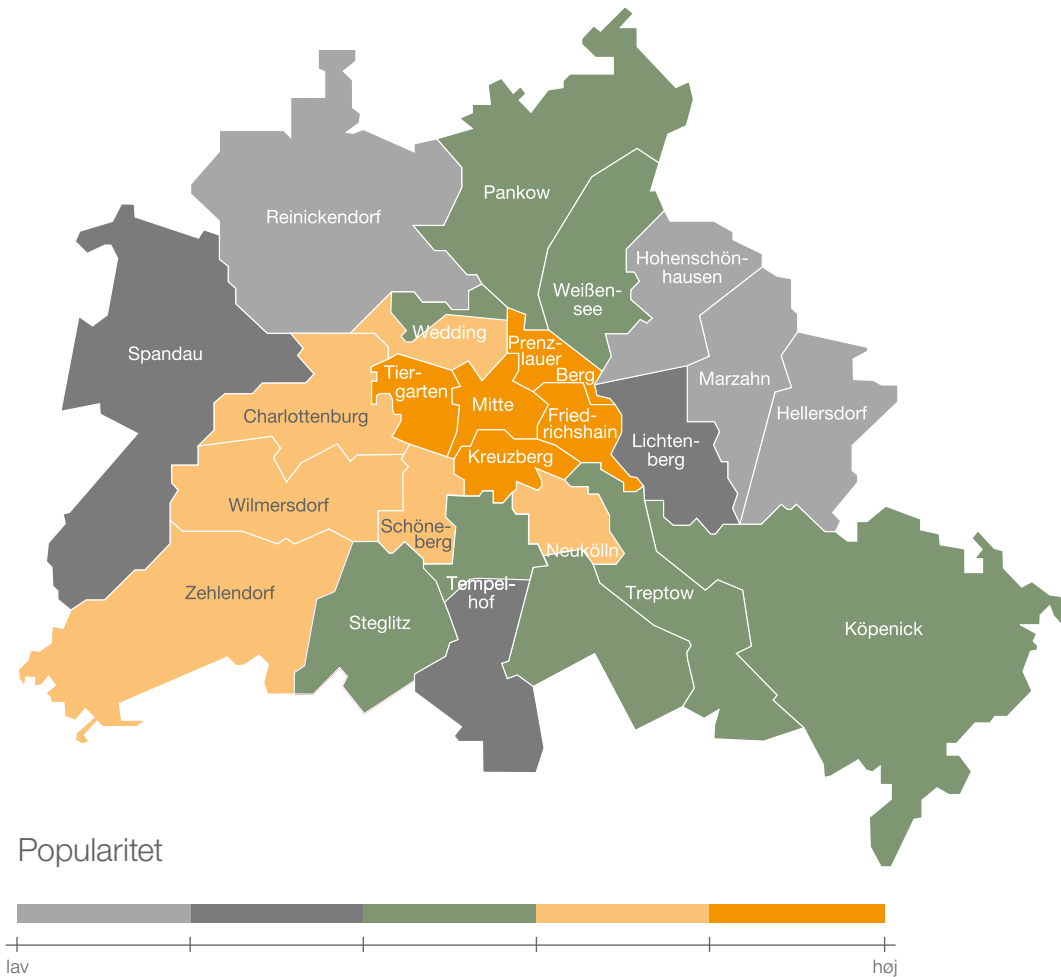 Pankow
Reinickendorf
Hohenschön-
hausen
Weißen-
see
Wedding
Prenz-
lauer
Berg
Spandau
Tier-
garten
Marzahn
Mitte
Charlottenburg
Fried-
richshain
Hellersdorf
Lichten-
berg
Kreuzberg
Wilmersdorf
Schöne-
berg
Neukölln
Zehlendorf
Tempel-
hof
Treptow
Steglitz
Köpenick
Popularitet
lav
høj